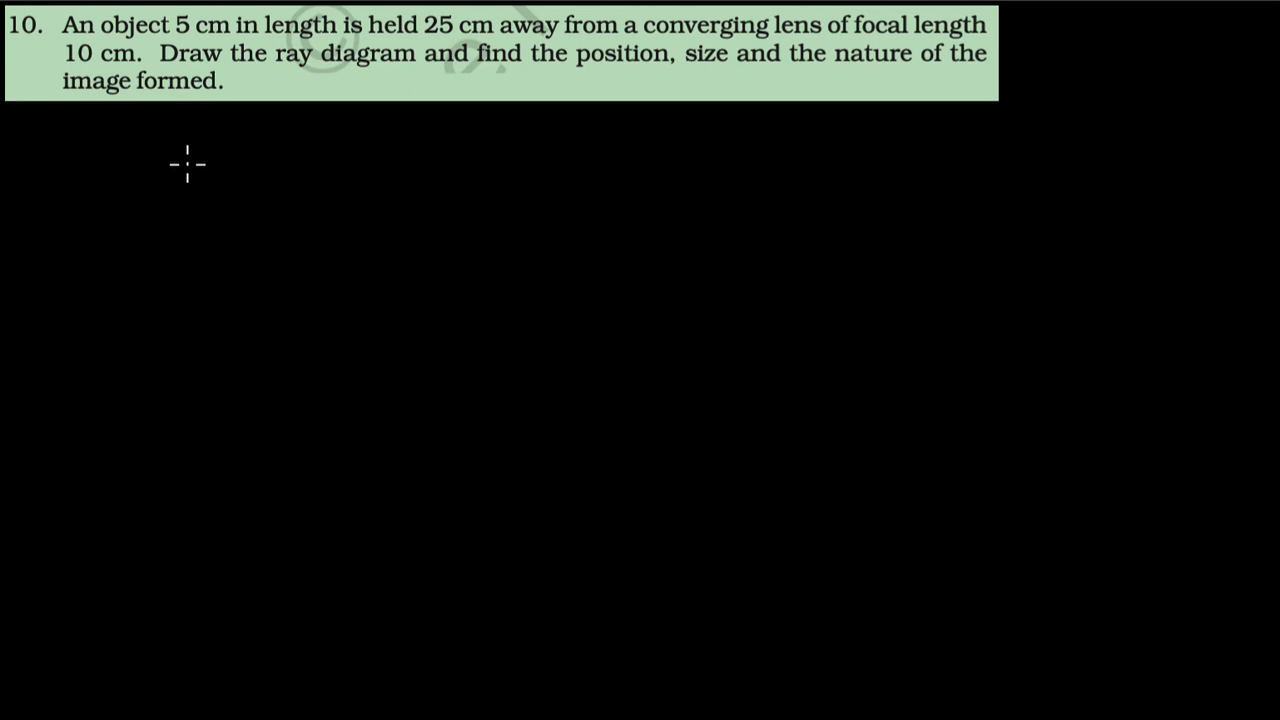 10. An object 5 cm in length is held 25 cm away from a converging lens of focal length
10 cm. Draw the ray diagram and find the position, size and the nature of the
image formed.